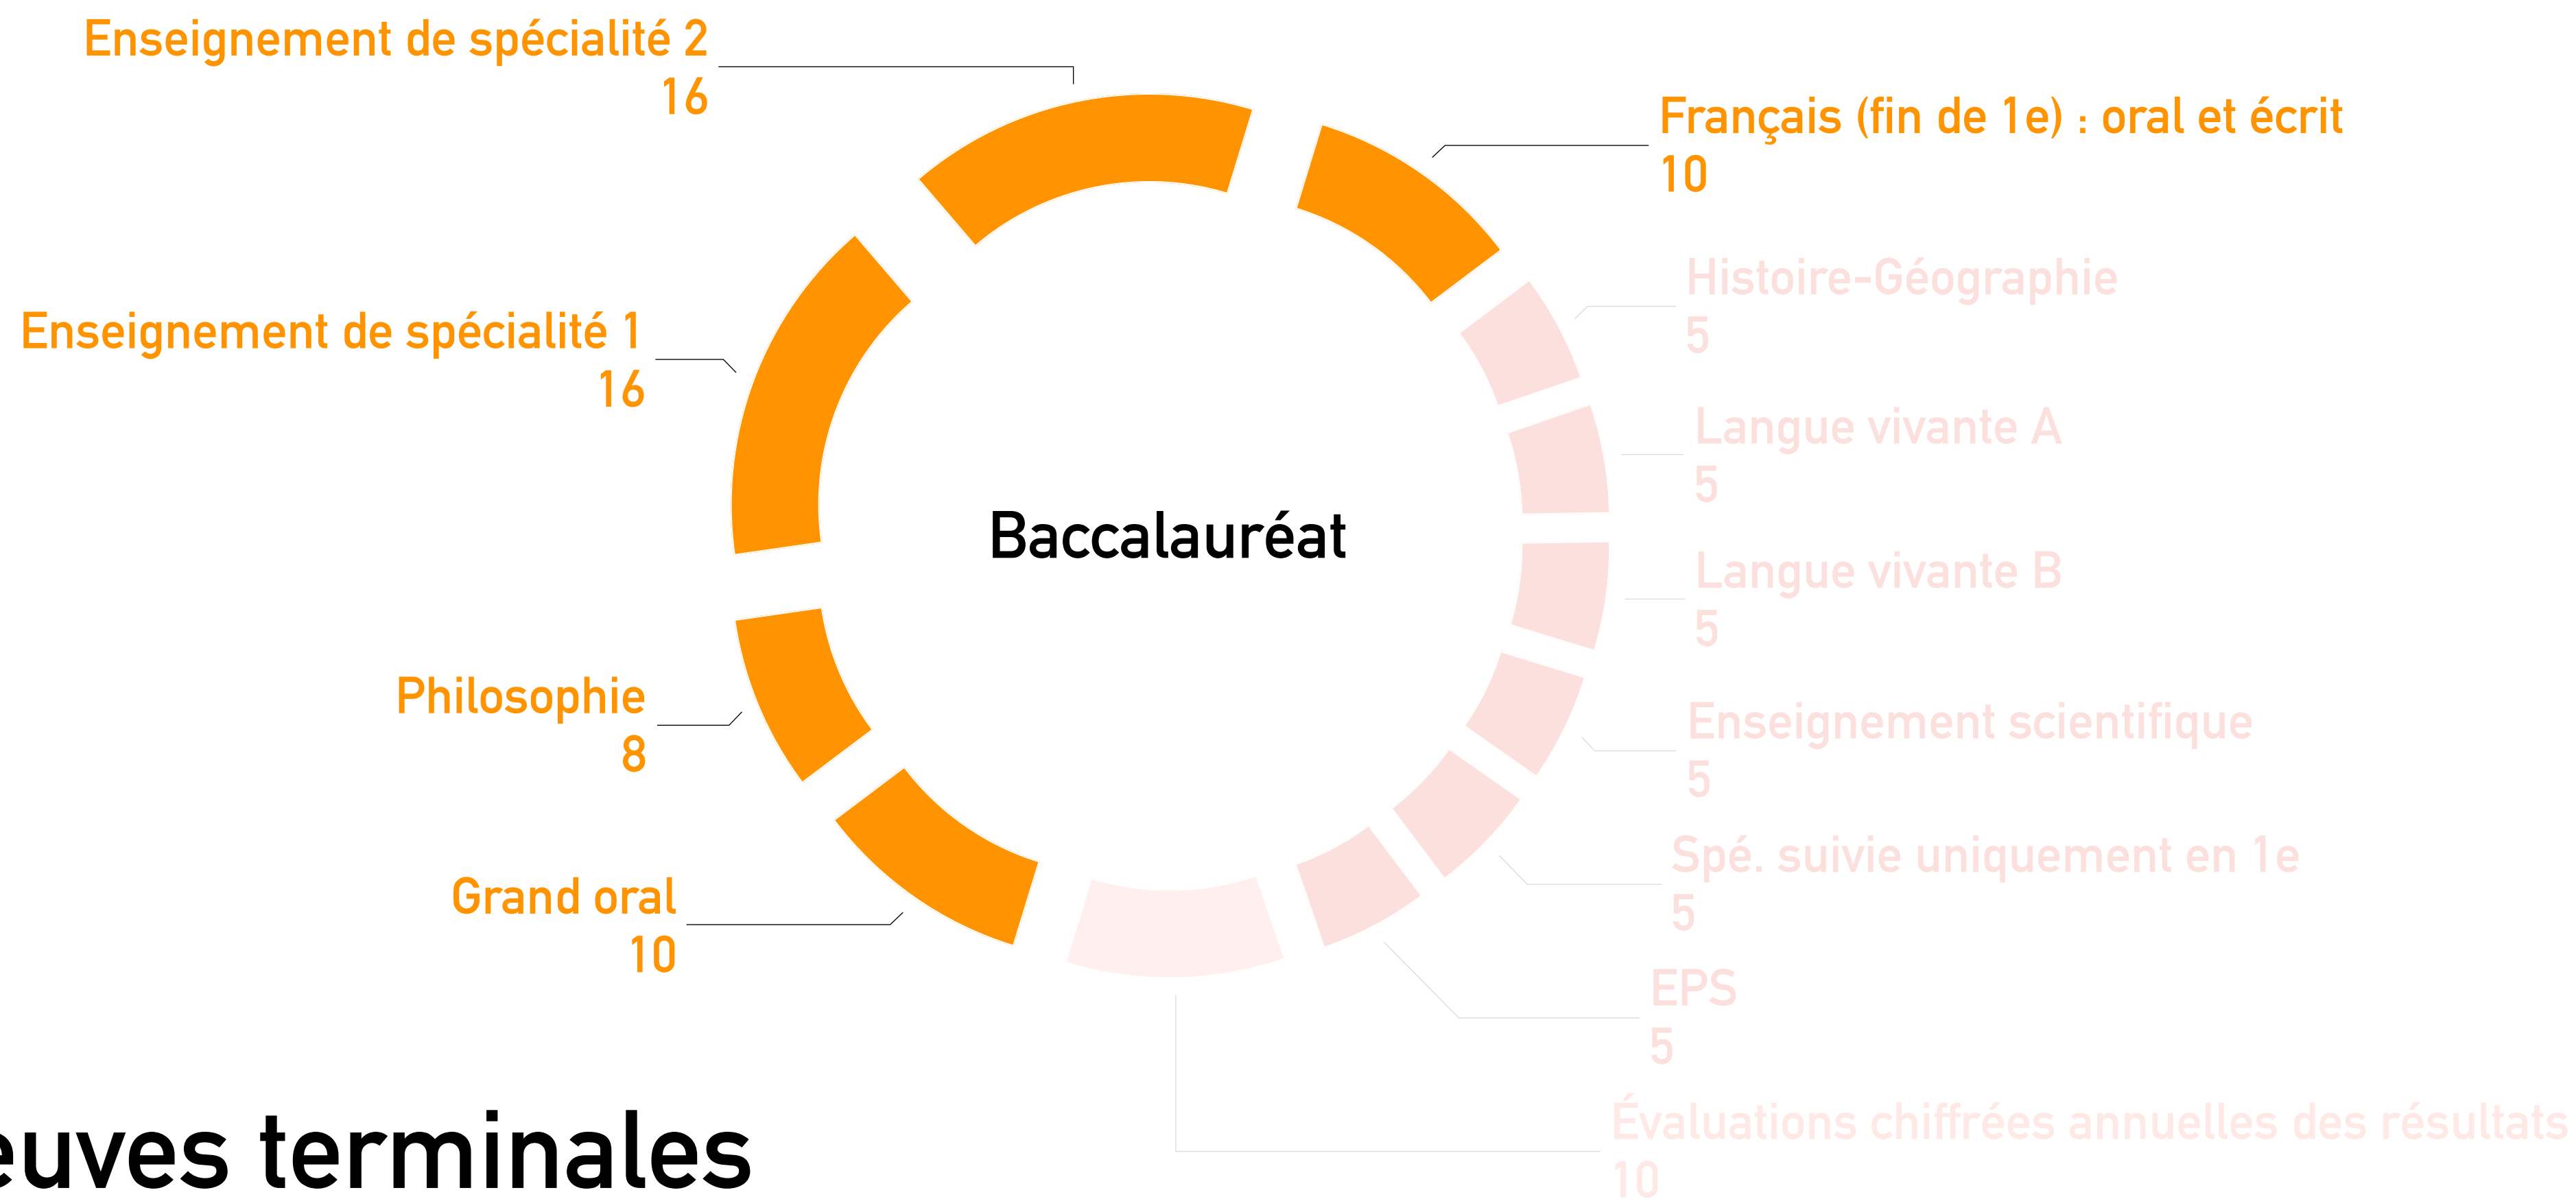 Enseignement de spécialité 2
16
Français (fin de 1e) : oral et écrit
10
Histoire-Géographie
5
Enseignement de spécialité 1
16
Langue vivante A
5
Baccalauréat
Langue vivante B
5
Philosophie
8
Enseignement scientifique
5
Spé. suivie uniquement en 1e
5
Grand oral
10
EPS
5
Évaluations chiffrées annuelles des résultats
10
euves terminales